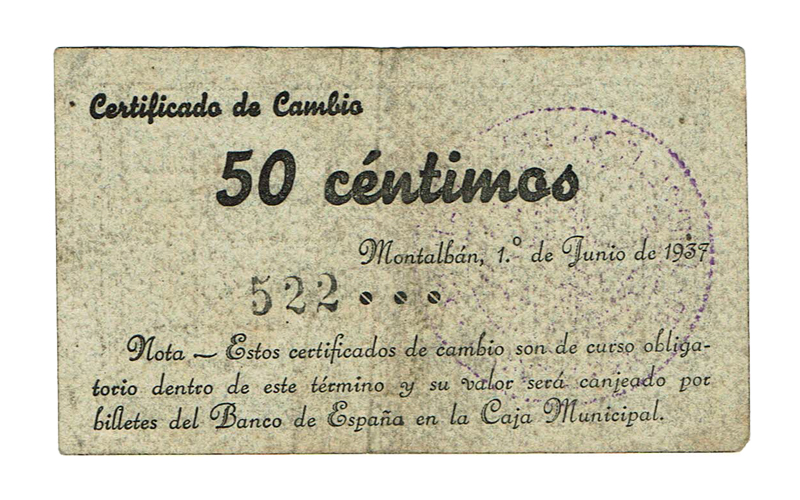 Certificado de Cambio
50 céntimos
Montalbán, 1.º de Junio de 1937
522...
Nota — Estos certificados de cambio son de curso obliga-
torio dentro de este término y su valor será canjeado por
billetes del Banco de España en la Caja Municipal.